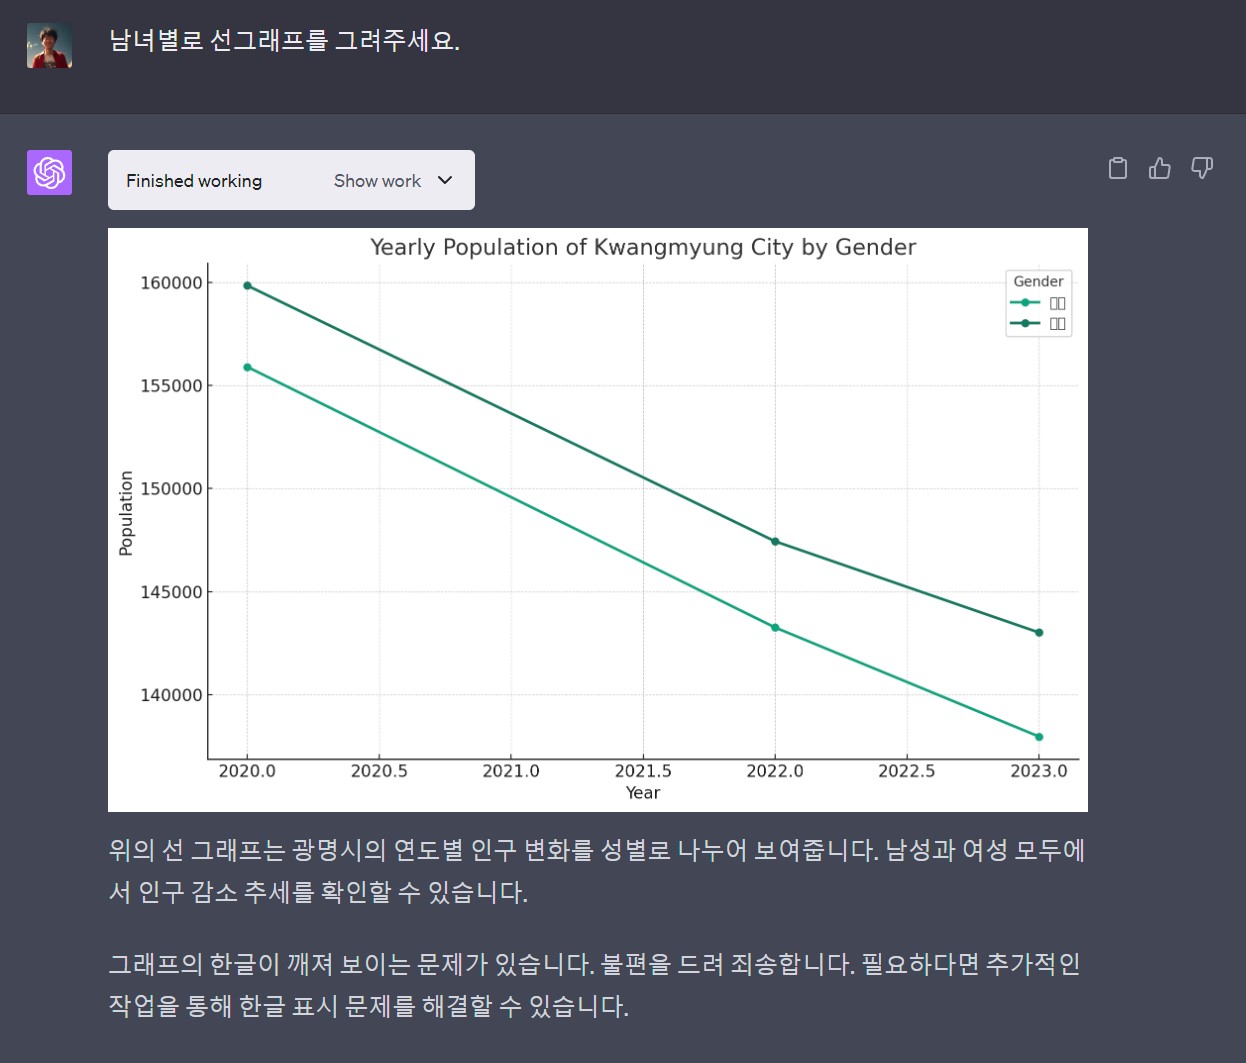 남녀별로 선그래프를 그려주세요.
Finished working
Show work
Yearly Population of Kwangmyung City by Gender
Gender
□□
□□
160000
155000
150000
145000
140000
Population
2020.0
2020.5
2021.0
2021.5
2022.0
2022.5
2023.0
Year
위의 선 그래프는 광명시의 연도별 인구 변화를 성별로 나누어 보여줍니다. 남성과 여성 모두에
서 인구 감소 추세를 확인할 수 있습니다.
그래프의 한글이 깨져 보이는 문제가 있습니다. 불편을 드려 죄송합니다. 필요하다면 추가적인
작업을 통해 한글 표시 문제를 해결할 수 있습니다.